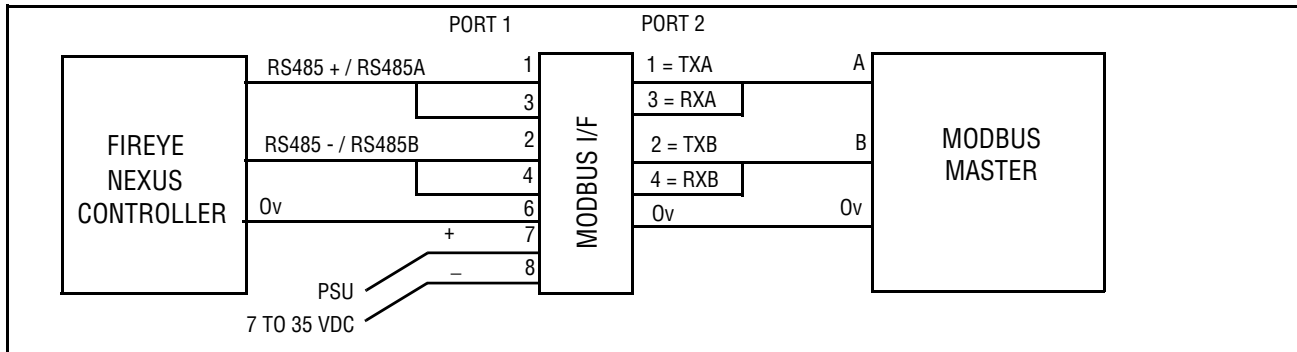 PORT 1
PORT 2
FIREYE
NEXUS
CONTROLLER
RS485 + / RS485A
RS485 - / RS485B
0v
+
–
PSU
7 TO 35 VDC
1
3
2
4
6
7
8
MODBUS I/F
1 = TXA
3 = RXA
2 = TXB
4 = RXB
0v
A
B
0v
MODBUS
MASTER